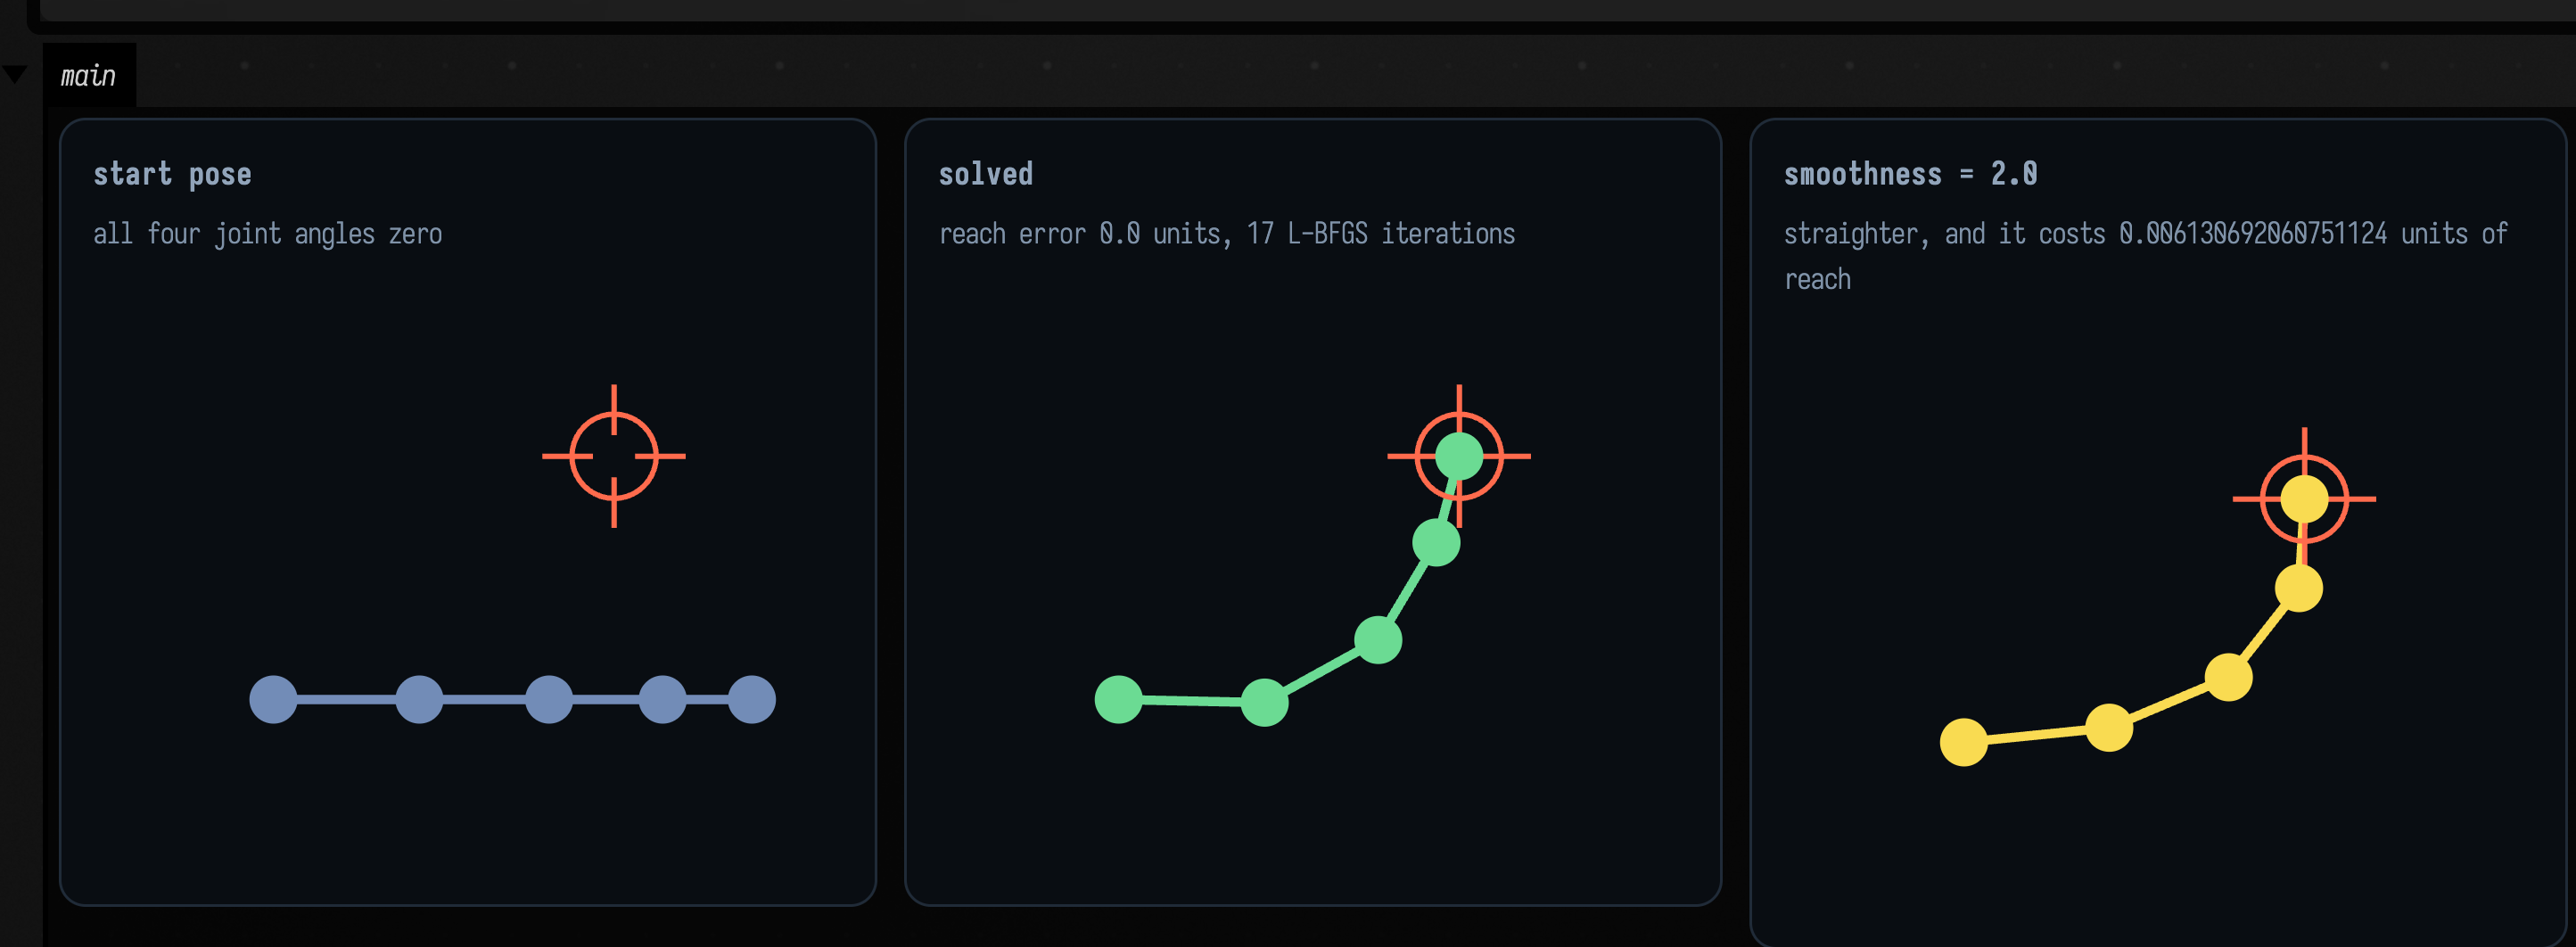 main
start pose
all four joint angles zero
solved
reach error 0.0 units, 17 L-BFGS iterations
smoothness = 2.0
straighter, and it costs 0.006130692060751124 units of
reach